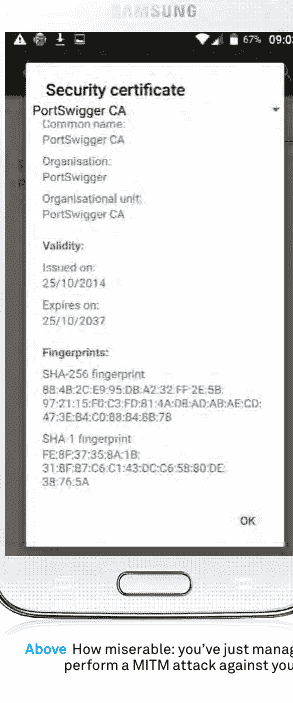 SAMSUNG
67% 09:0
Security certificate
PortSwigger CA
Common name:
PortSwigger CA
Organisation:
PortSwigger
Organisational unit:
PortSwigger CA
Validity:
Issued on:
25/10/2014
Expires on:
25/10/2037
Fingerprints:
SHA-256 fingerprint
8B:4B:2C:E9:95:DB:A2:32:FF:2E:5B:
97:21:15:F0:C3:FD:81:4A:DB:AD:AB:AE:CD:
47:3E:B4:C0:88:B4:6B:7B
SHA-1 fingerprint
FE:8F:37:35:8A:1B:
31:8F:87:C6:C1:43:DC:C6:58:80:DE:
38:76:5A
OK
Above How miserable: you've just manag
perform a MITM attack against you